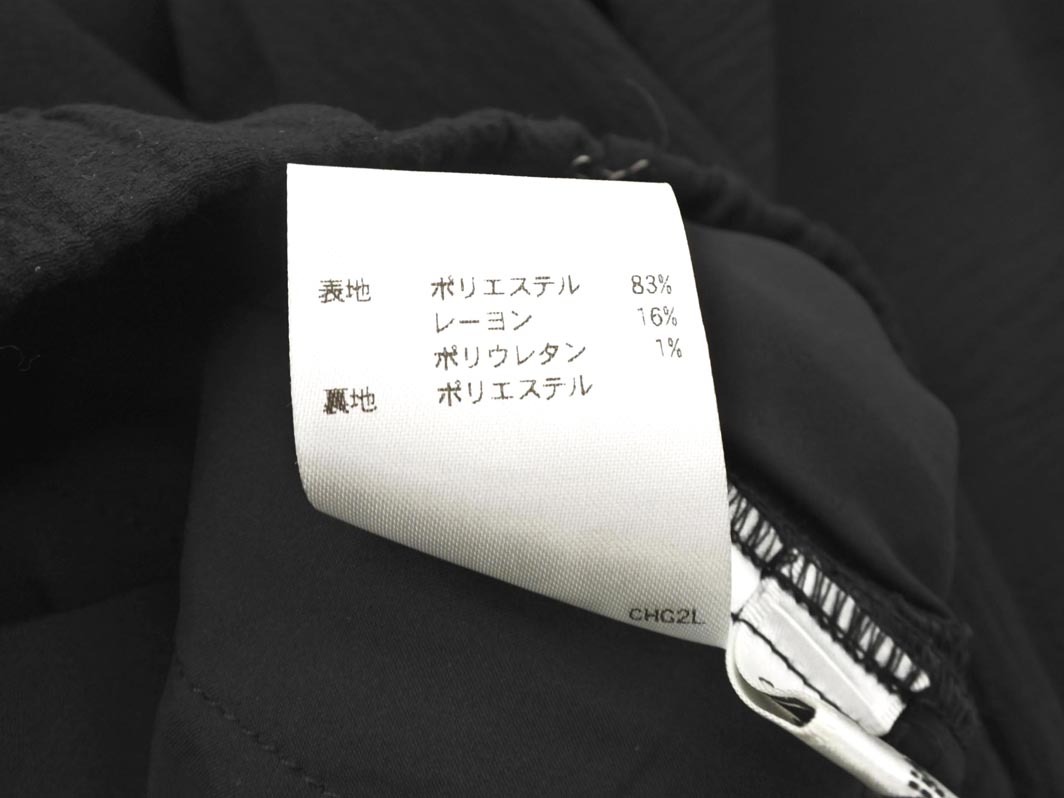 表地 ポリエステル 83%
レーヨン 16%
ポリウレタン 1%
裏地 ポリエステル
CHG2L